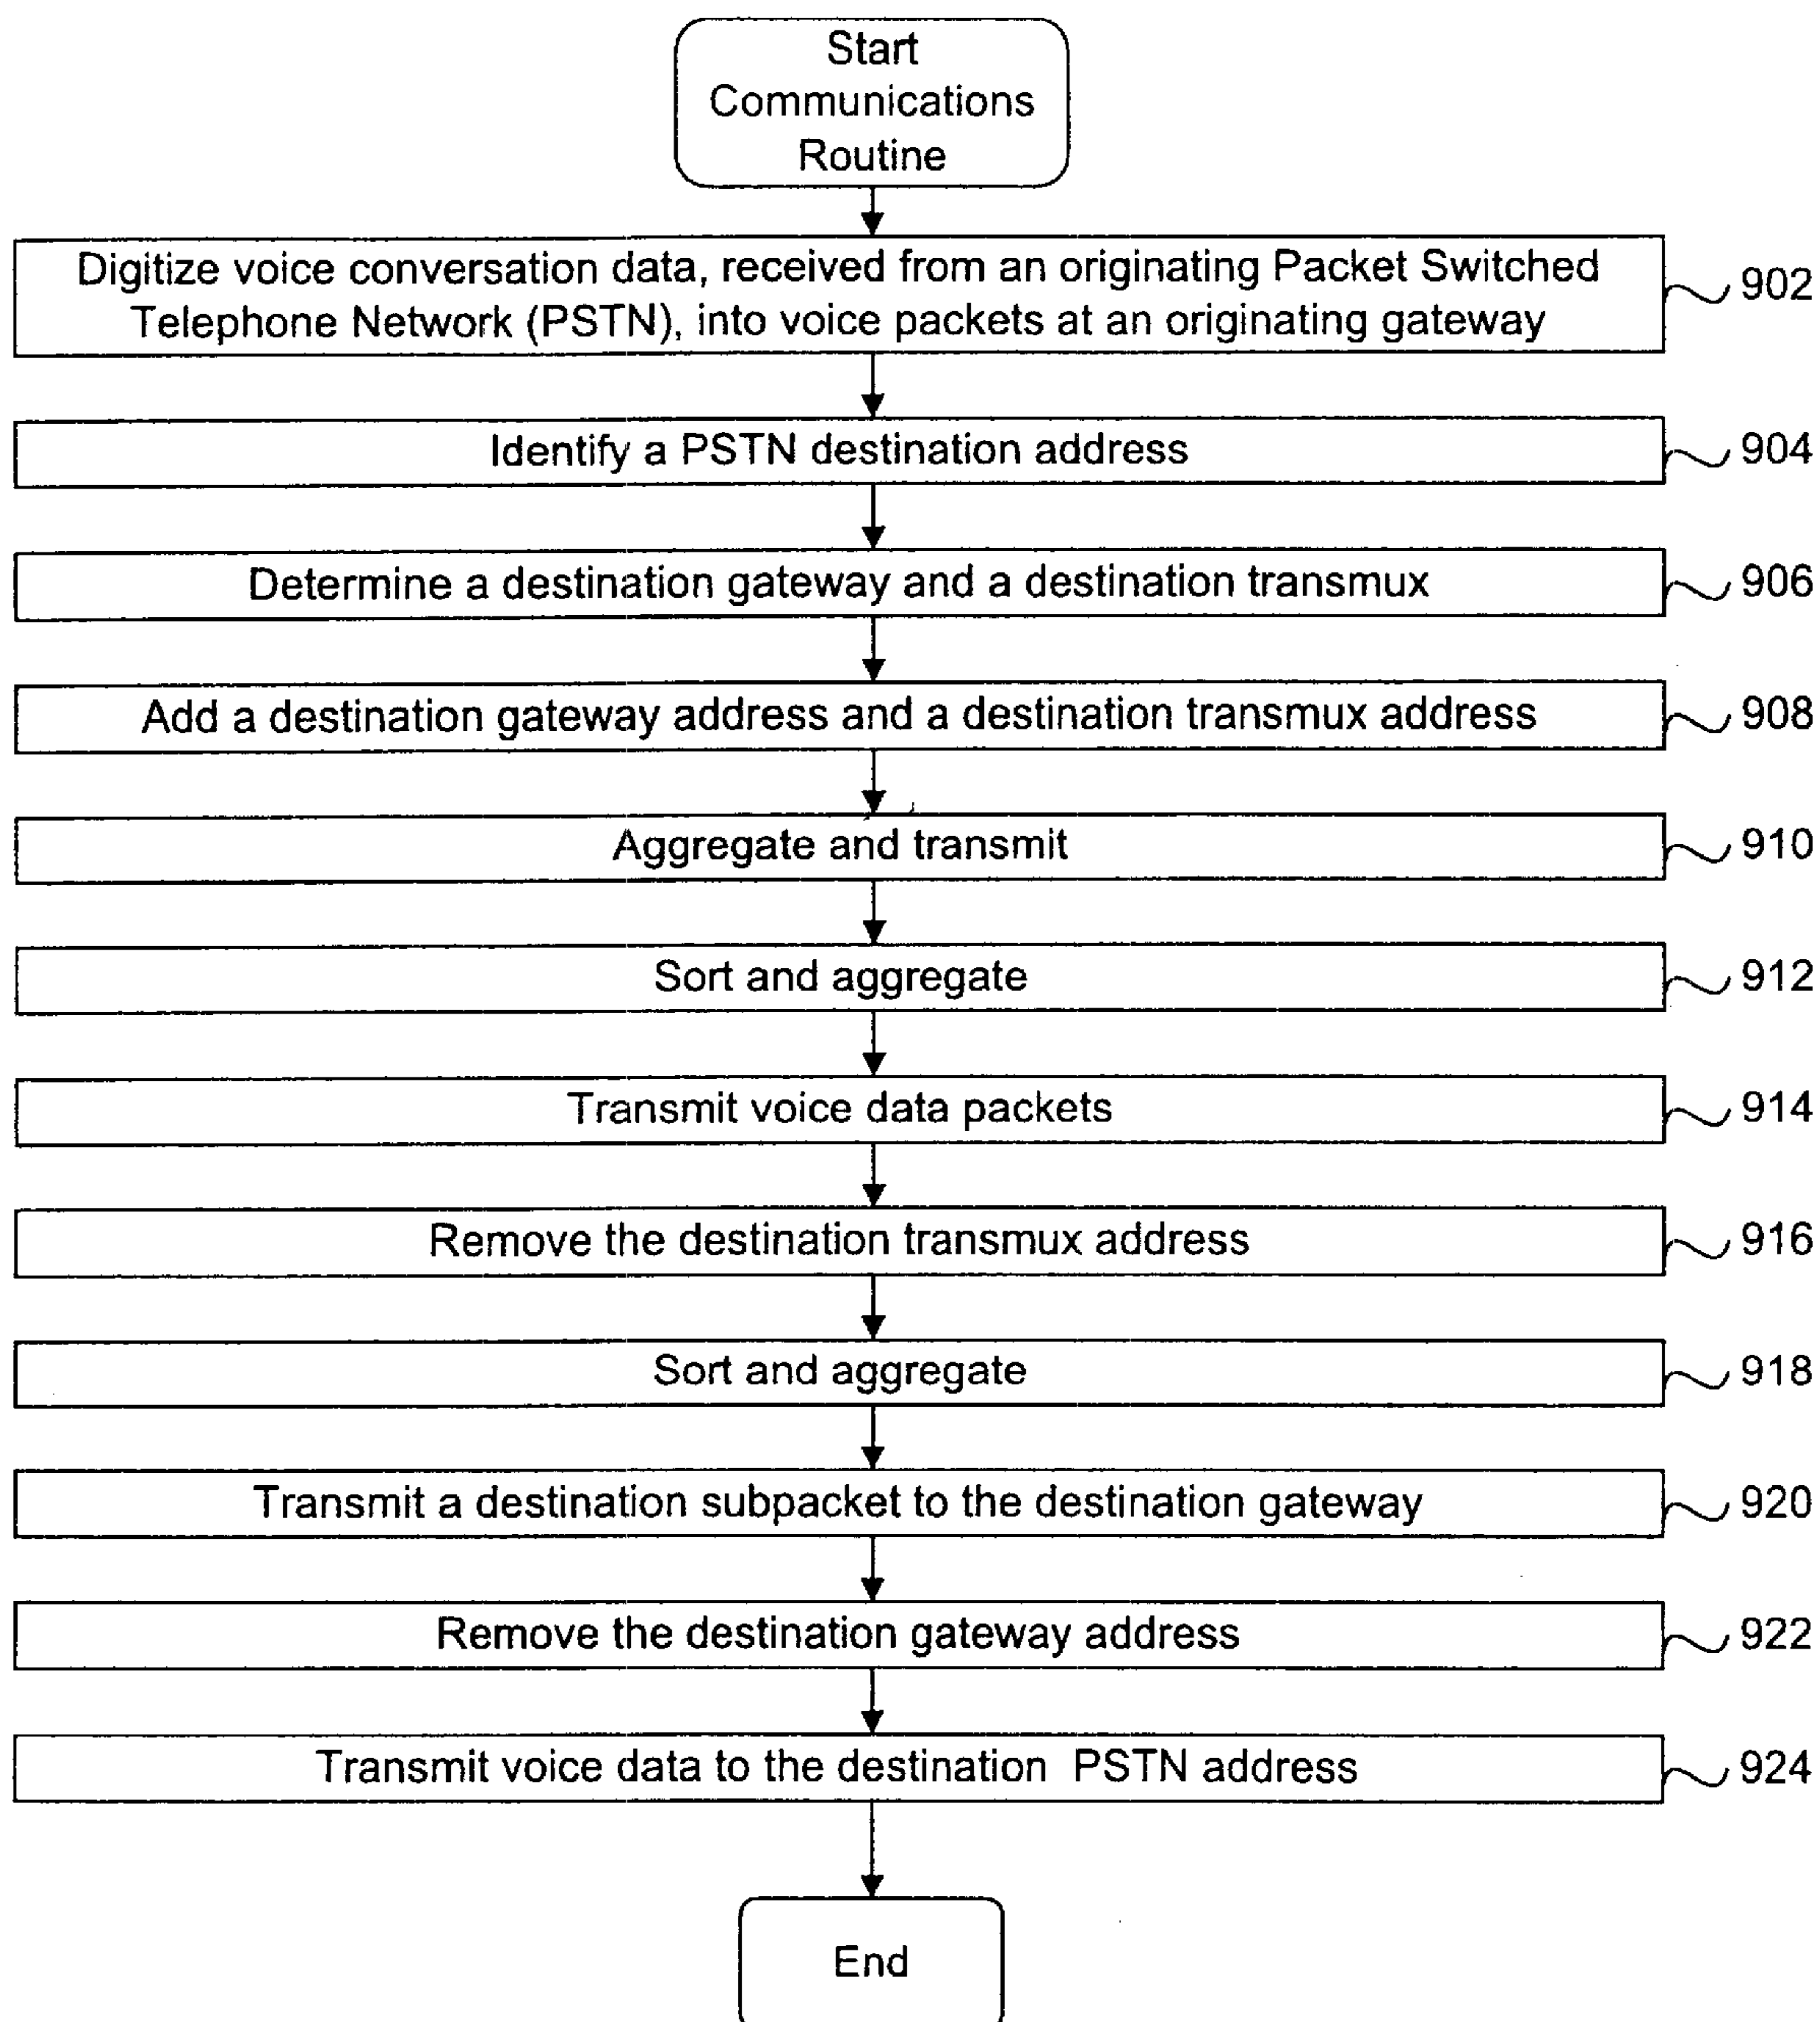 Start
Communications
Routine
Digitize voice conversation data, received from an originating Packet Switched
Telephone Network (PSTN), into voice packets at an originating gateway
902
Identify a PSTN destination address
904
Determine a destination gateway and a destination transmux
906
Add a destination gateway address and a destination transmux address
908
Aggregate and transmit
910
Sort and aggregate
912
Transmit voice data packets
914
Remove the destination transmux address
916
Sort and aggregate
918
Transmit a destination subpacket to the destination gateway
920
Remove the destination gateway address
922
Transmit voice data to the destination PSTN address
924
End